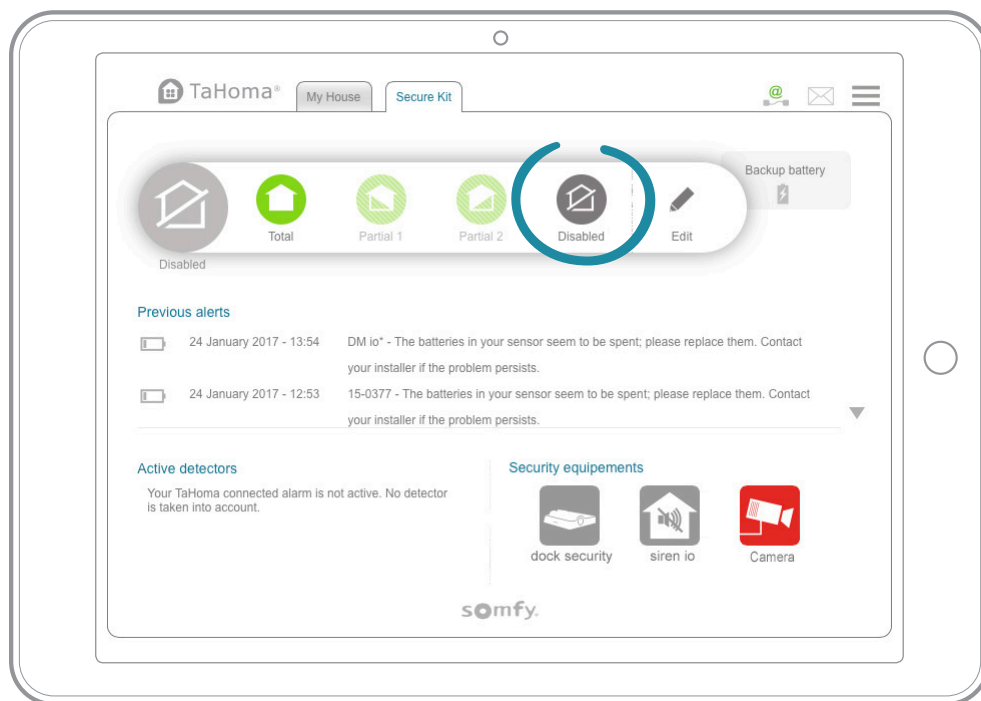 TaHoma®
My House
Secure Kit
@
Backup battery
Total
Partial 1
Partial 2
Disabled
Edit
Disabled
Previous alerts
24 January 2017 - 13:54
DM io* - The batteries in your sensor seem to be spent; please replace them. Contact
your installer if the problem persists.
24 January 2017 - 12:53
15-0377 - The batteries in your sensor seem to be spent; please replace them. Contact
your installer if the problem persists.
Active detectors
Your TaHoma connected alarm is not active. No detector
is taken into account.
Security equipements
dock security
siren io
Camera
somfy.